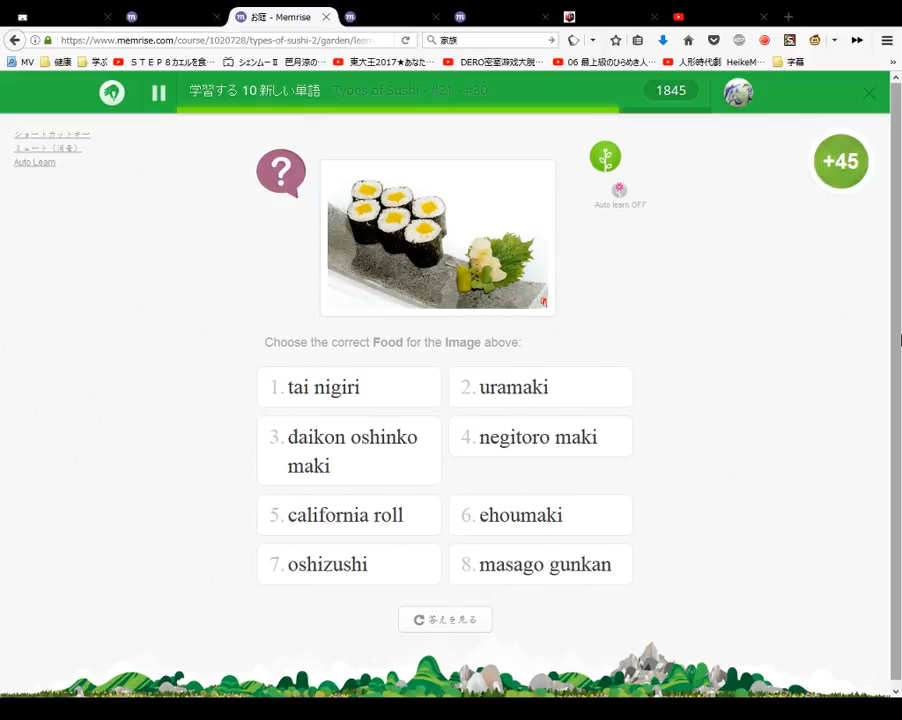 お庭 - Memrise
https://www.memrise.com/course/1020728/types-of-sushi-2/garden/learn
家族
MV
健康
学ぶ
ＳＴＥＰ８カエルを食…
シェンムーⅡ 芭月涼の…
東大王2017★あなた…
DERO密室游戏大脱…
06 最上級のひらめき人…
人形時代劇
HeikeM…
字幕
学習する 10 新しい単語
Types of Sushi - #21 - #30
1845
ショートカットキー
ミュート（消音）
Auto Learn
?
+45
Auto learn OFF
Choose the correct Food for the Image above:
1. tai nigiri
2. uramaki
3. daikon oshinko
maki
4. negitoro maki
5. california roll
6. ehoumaki
7. oshizushi
8. masago gunkan
答えを見る